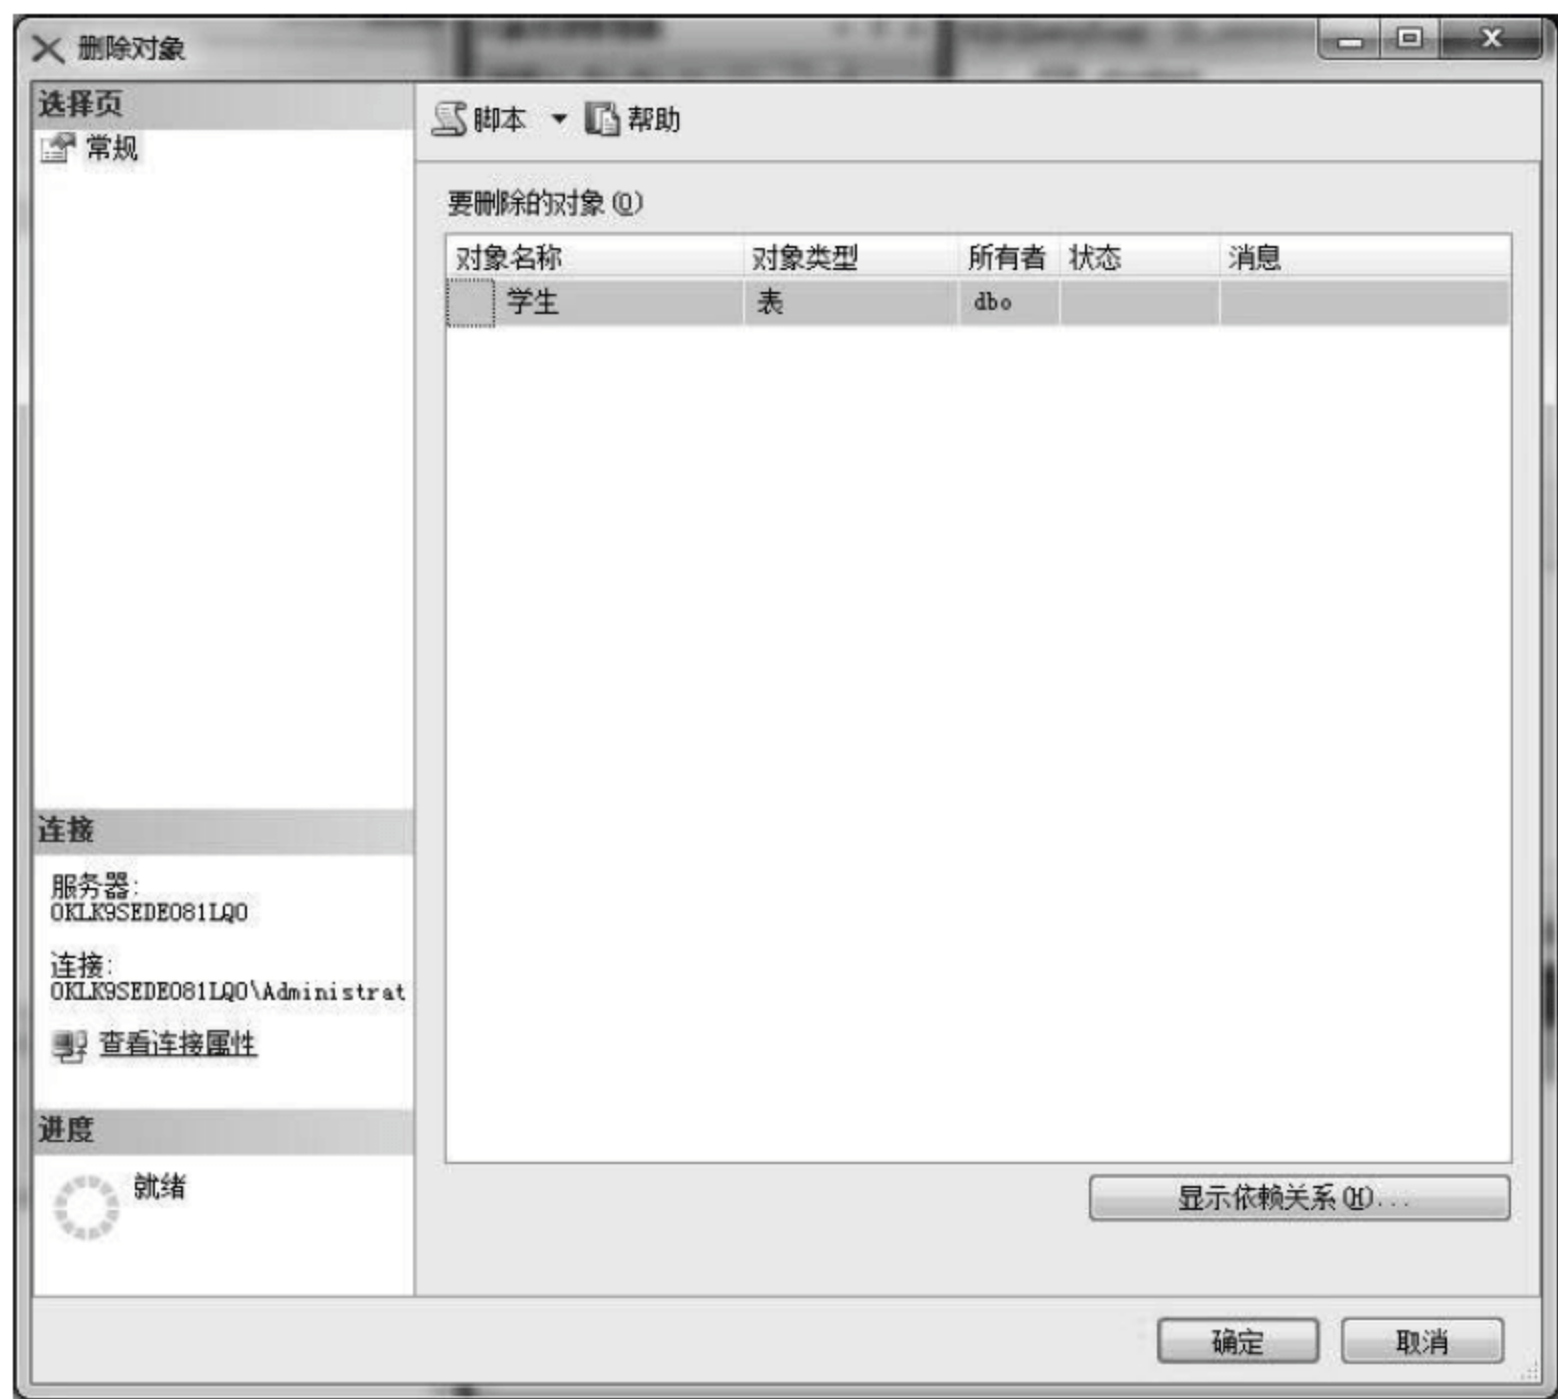 删除对象
选择页
常规
脚本 帮助
要删除的对象(Q)
对象名称 对象类型 所有者 状态 消息
学生 表 dbo
连接
服务器:
OKLK9SEDE081LQO
连接:
OKLK9SEDE081LQO\Administrat
查看连接属性
进度
就绪
显示依赖关系(H)...
确定 取消